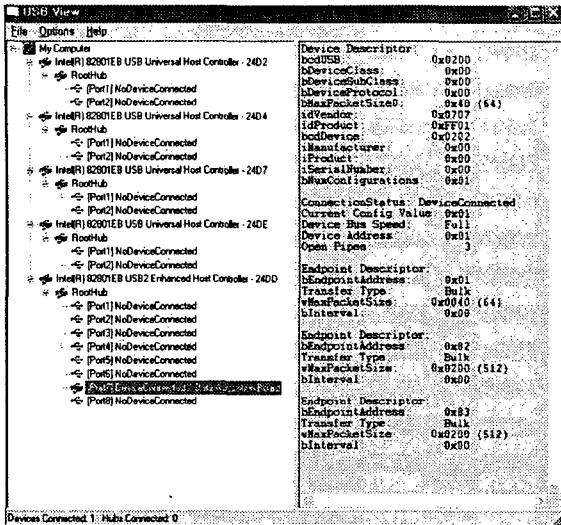 USB View
File Options Help
My Computer
Intel(R) 82801EB USB Universal Host Controller - 24D2
RootHub
[Port1] NoDeviceConnected
[Port2] NoDeviceConnected
Intel(R) 82801EB USB Universal Host Controller - 24D4
RootHub
[Port1] NoDeviceConnected
[Port2] NoDeviceConnected
Intel(R) 82801EB USB Universal Host Controller - 24D7
RootHub
[Port1] NoDeviceConnected
[Port2] NoDeviceConnected
Intel(R) 82801EB USB Universal Host Controller - 24DE
RootHub
[Port1] NoDeviceConnected
[Port2] NoDeviceConnected
Intel(R) 82801EB USB2 Enhanced Host Controller - 24DD
RootHub
[Port1] NoDeviceConnected
[Port2] NoDeviceConnected
[Port3] NoDeviceConnected
[Port4] NoDeviceConnected
[Port5] NoDeviceConnected
[Port6] NoDeviceConnected
[Port7] DeviceConnected
[Port8] NoDeviceConnected
Device Descriptor:
bcdUSB: 0x0200
bDeviceClass: 0x00
bDeviceSubClass: 0x00
bDeviceProtocol: 0x00
bMaxPacketSize0: 0x40 (64)
idVendor: 0x0707
idProduct: 0xFF01
bcdDevice: 0x0202
iManufacturer: 0x00
iProduct: 0x00
iSerialNumber: 0x00
bNumConfigurations: 0x01
ConnectionStatus: DeviceConnected
Current Config Value: 0x01
Device Bus Speed: Full
Device Address: 0x01
Open Pipes: 3
Endpoint Descriptor:
bEndpointAddress: 0x01
Transfer Type: Bulk
wMaxPacketSize: 0x0040 (64)
bInterval: 0x00
Endpoint Descriptor:
bEndpointAddress: 0x82
Transfer Type: Bulk
wMaxPacketSize: 0x0200 (512)
bInterval: 0x00
Endpoint Descriptor:
bEndpointAddress: 0x83
Transfer Type: Bulk
wMaxPacketSize: 0x0200 (512)
bInterval: 0x00
Devices Connected: 1 Hubs Connected: 0